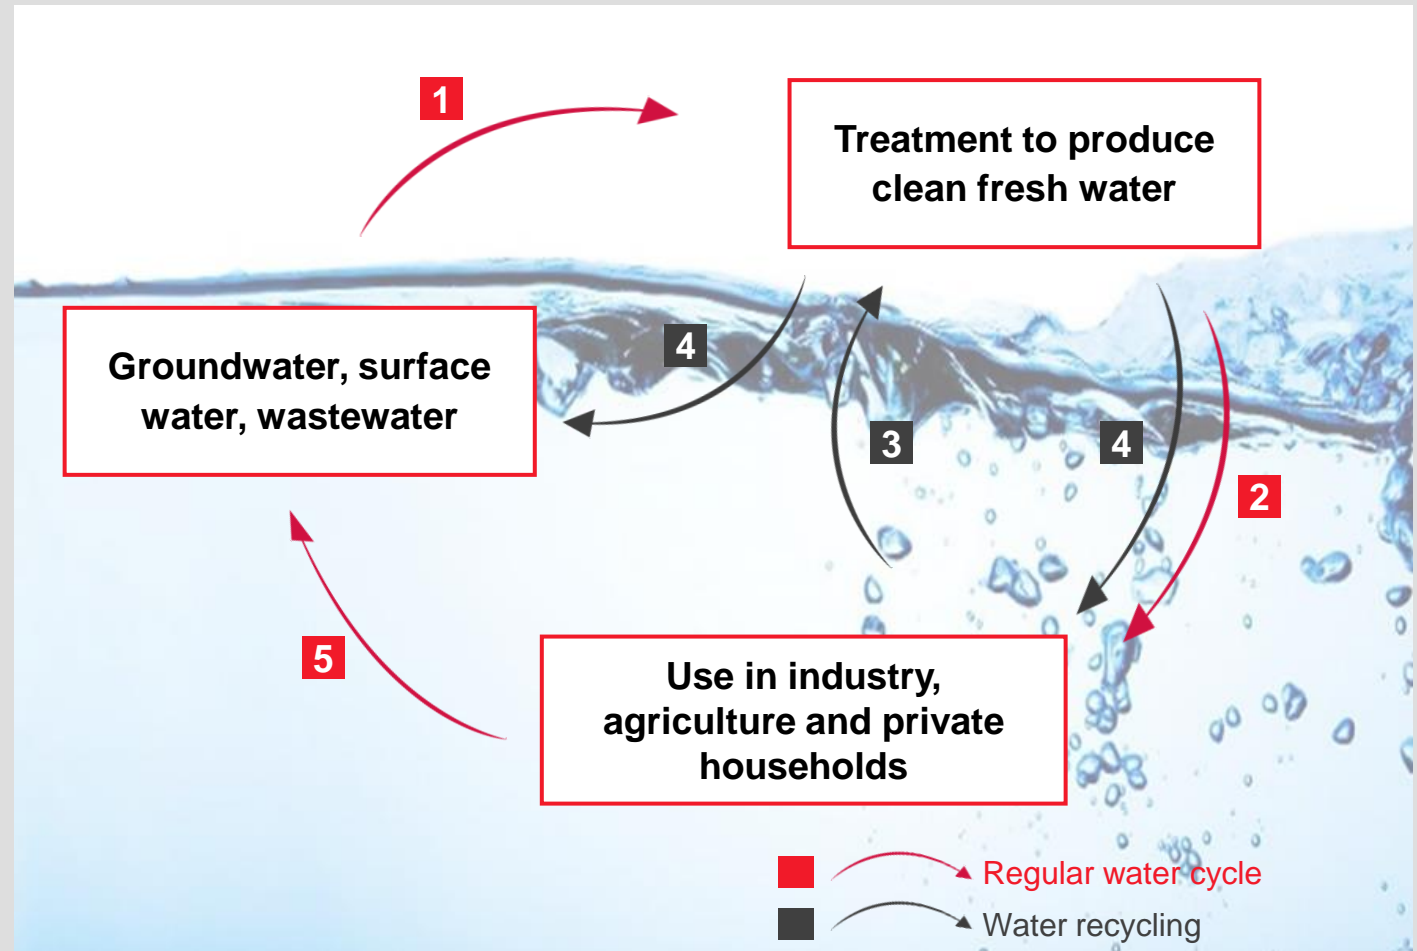 1
Treatment to produce
clean fresh water
Groundwater, surface
water, wastewater
4
3
4
2
5
Use in industry,
agriculture and private
households
Regular water cycle
Water recycling